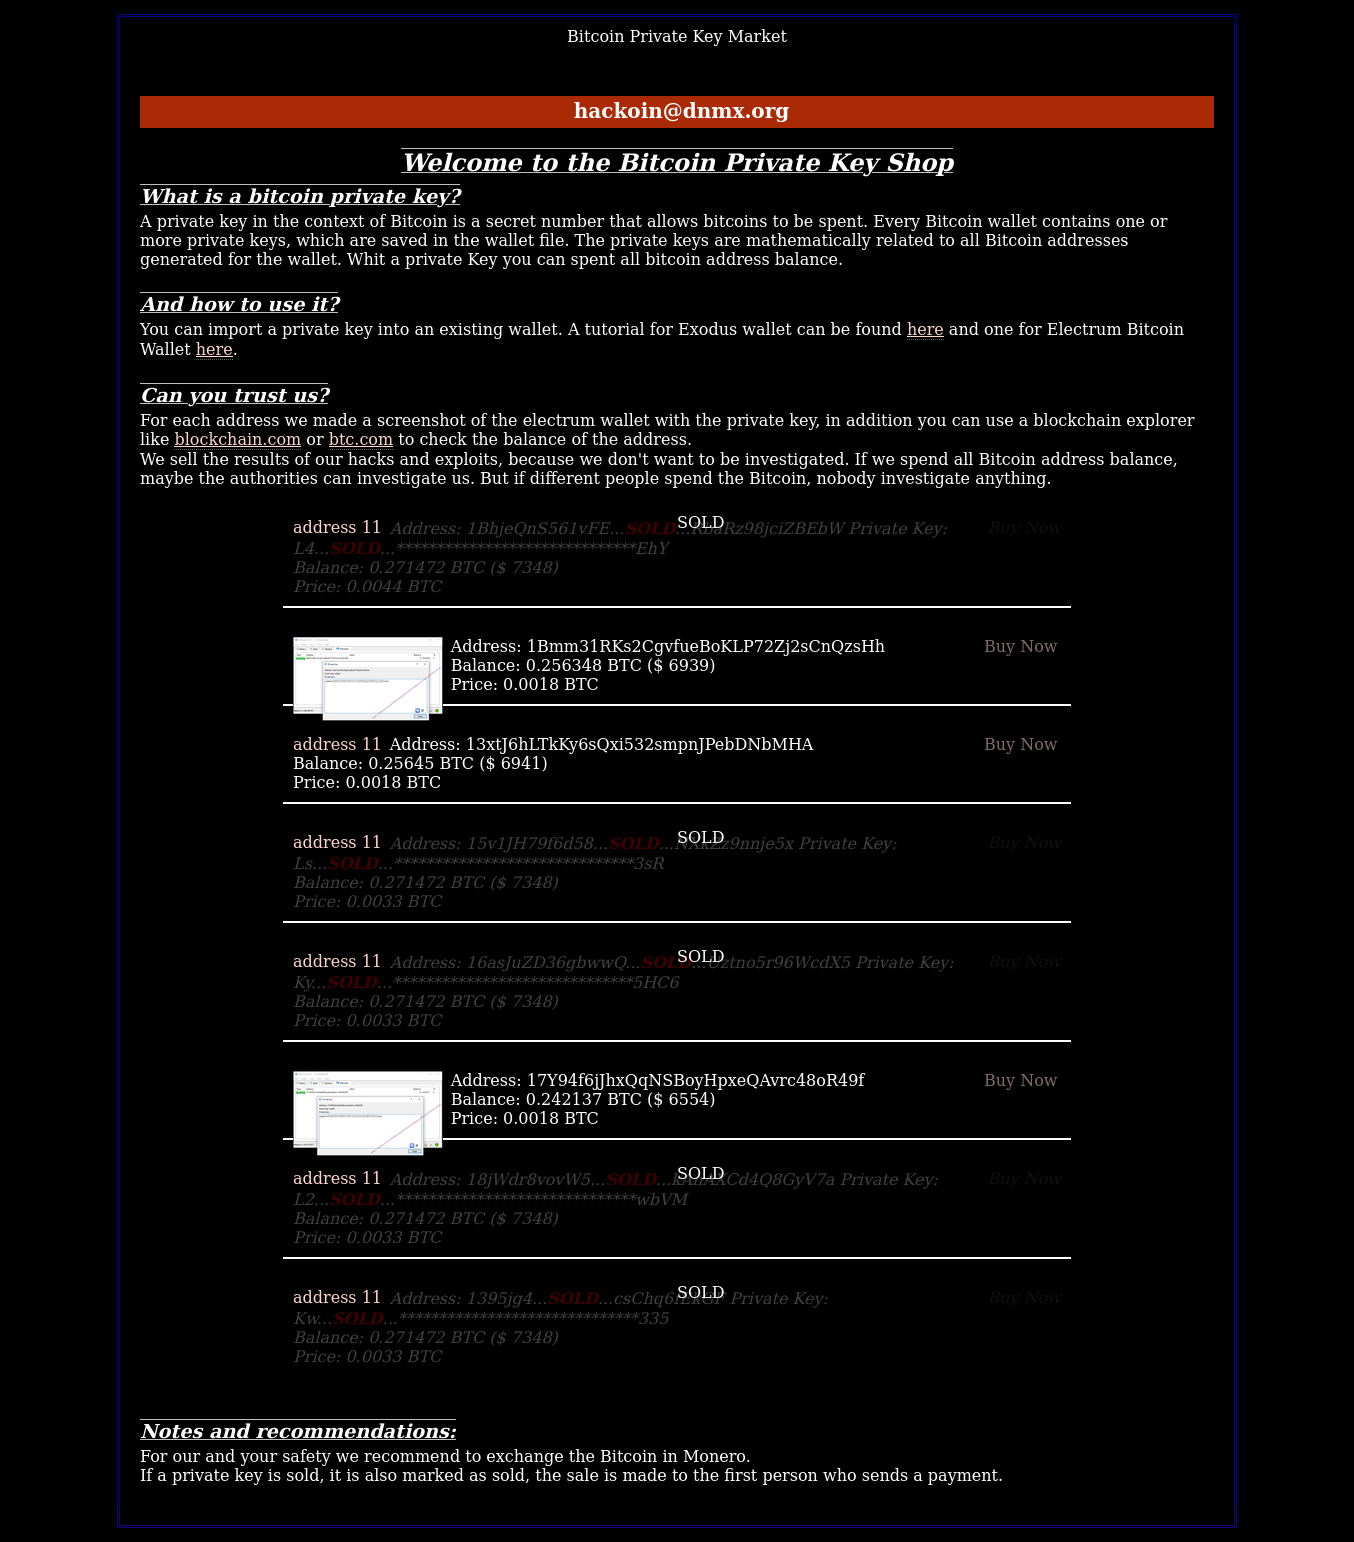 Bitcoin Private Key Market
hackoin@dnmx.org
Welcome to the Bitcoin Private Key Shop
What is a bitcoin private key?
A private key in the context of Bitcoin is a secret number that allows bitcoins to be spent. Every Bitcoin wallet contains one or
more private keys, which are saved in the wallet file. The private keys are mathematically related to all Bitcoin addresses
generated for the wallet. Whit a private Key you can spent all bitcoin address balance.
And how to use it?
You can import a private key into an existing wallet. A tutorial for Exodus wallet can be found here and one for Electrum Bitcoin
Wallet here.
Can you trust us?
For each address we made a screenshot of the electrum wallet with the private key, in addition you can use a blockchain explorer
like blockchain.com or btc.com to check the balance of the address.
We sell the results of our hacks and exploits, because we don't want to be investigated. If we spend all Bitcoin address balance,
maybe the authorities can investigate us. But if different people spend the Bitcoin, nobody investigate anything.
SOLD
address 11 Address: 1BhjeQnS561vFE...SOLD...RbaRz98jciZBEbW Private Key: Buy Now
L4...SOLD...******************************EhY
Balance: 0.271472 BTC ($ 7348)
Price: 0.0044 BTC
Address: 1Bmm31RKs2CgvfueBoKLP72Zj2sCnQzsHh Buy Now
Balance: 0.256348 BTC ($ 6939)
Price: 0.0018 BTC
address 11 Address: 13xtJ6hLTkKy6sQxi532smpnJPebDNbMHA Buy Now
Balance: 0.25645 BTC ($ 6941)
Price: 0.0018 BTC
SOLD
address 11 Address: 15v1JH79f6d58...SOLD Private Key: Buy Now
Ls...SOLD...******************************3sR
Balance: 0.271472 BTC ($ 7348)
Price: 0.0033 BTC
SOLD
address 11 Address: 16asJuZD36gbwwQ...SOLD Private Key: Buy Now
Ky...SOLD...******************************5HC6
Balance: 0.271472 BTC ($ 7348)
Price: 0.0033 BTC
Address: 17Y94f6jJhxQqNSBoyHpxeQAvrc48oR49f Buy Now
Balance: 0.242137 BTC ($ 6554)
Price: 0.0018 BTC
SOLD
address 11 Address: 18jWdr8vovW5...SOLD Private Key: Buy Now
L2...SOLD...******************************wbVM
Balance: 0.271472 BTC ($ 7348)
Price: 0.0033 BTC
SOLD
address 11 Address: 1395jg4...SOLD Private Key: Buy Now
Kw...SOLD...******************************335
Balance: 0.271472 BTC ($ 7348)
Price: 0.0033 BTC
Notes and recommendations:
For our and your safety we recommend to exchange the Bitcoin in Monero.
If a private key is sold, it is also marked as sold, the sale is made to the first person who sends a payment.